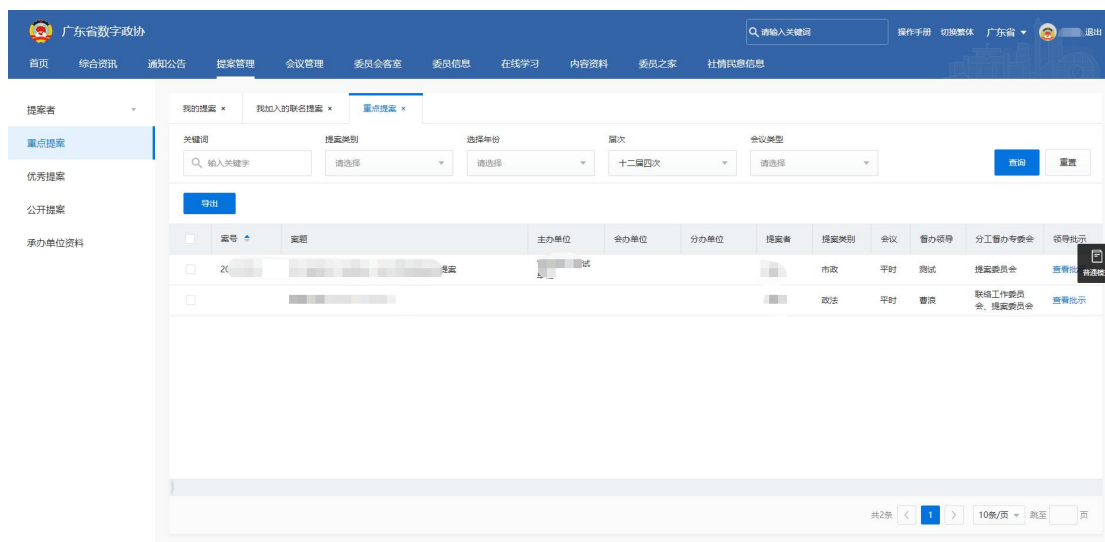 广东省数字政协
请输入关键词
操作手册 切换繁体 广东省 退出
首页 综合资讯 通知公告 提案管理 会议管理 委员会客室 委员信息 在线学习 内容资料 委员之家 社情民意信息
提案者
重点提案
优秀提案
公开提案
承办单位资料
我的提案 × 我加入的联名提案 × 重点提案 ×
关键词 提案类别 选择年份 届次 会议类型
输入关键字 请选择 请选择 十二届四次 请选择 查询 重置
导出
案号 案题 主办单位 会办单位 分办单位 提案者 提案类别 会议 督办领导 分工督办专委会 领导批示
20 提案 试 市政 平时 测试 提案委员会 查看批
普通模
政法 平时 曹浪 联络工作委员
会、提案委员会 查看批示
共2条 < 1 > 10条/页 跳至 页